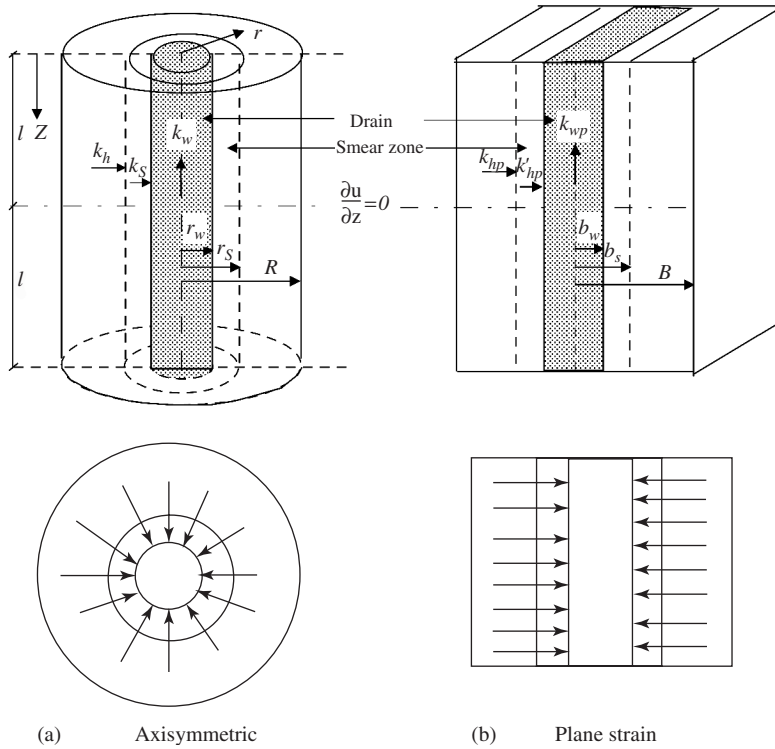 r
l
Z
k_w
Drain
k_wp
Smear zone
k_h
k_S
k_hp
k'_hp
∂u/∂z=0
r_w
r_S
R
l
b_w
b_s
B
(a) Axisymmetric
(b) Plane strain